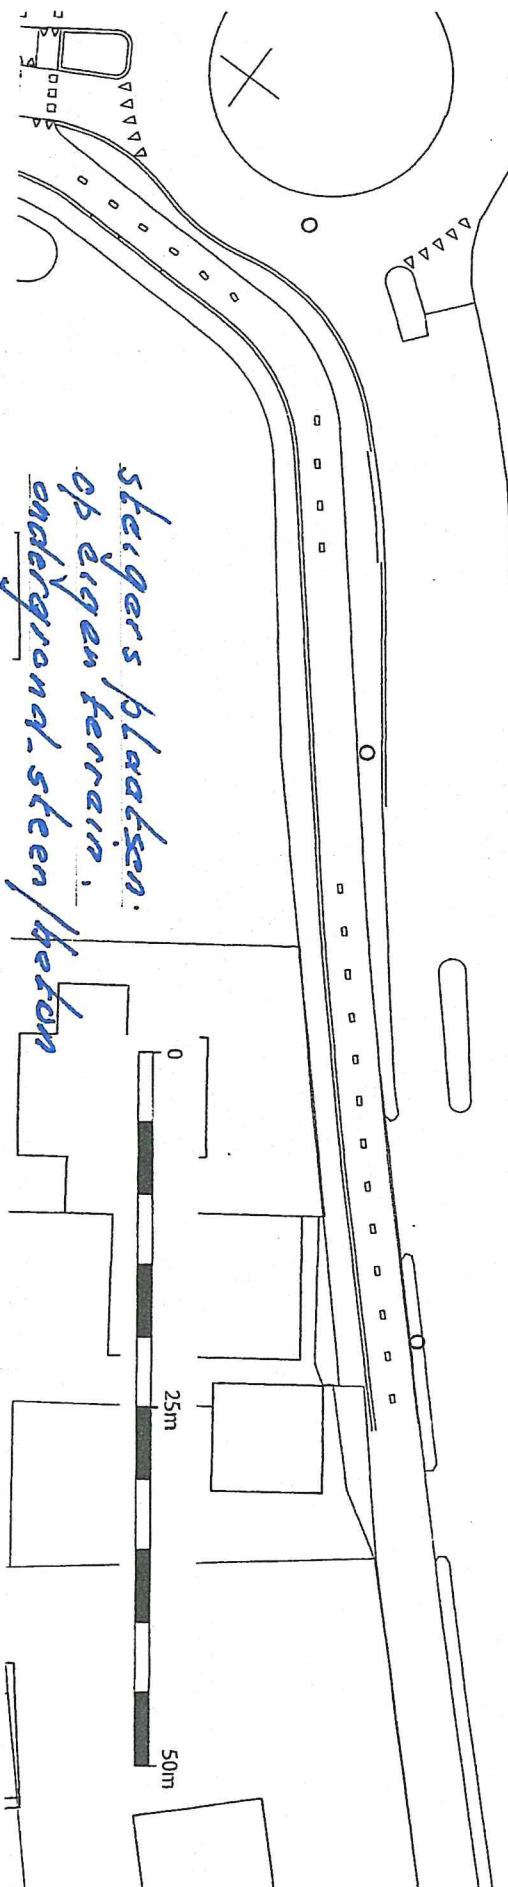 steigers plaatsen.
op eigen terrein.
ondergrond-steen/beton
0
25m
50m